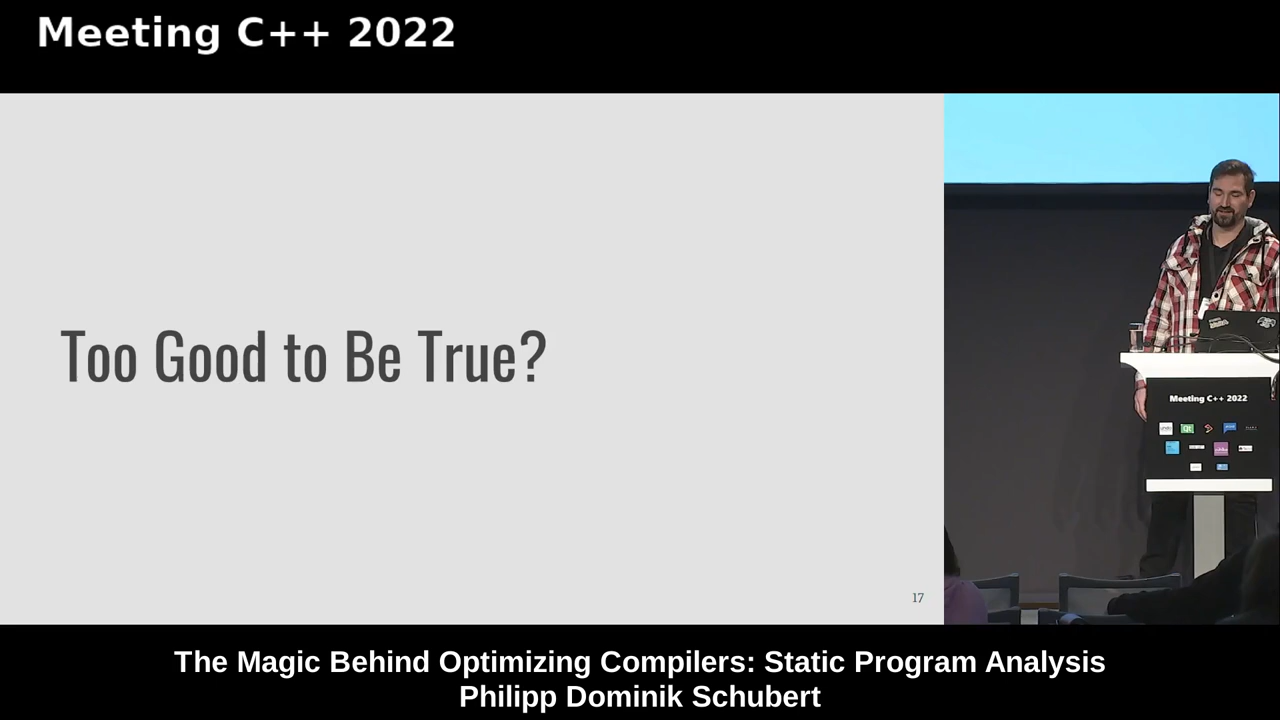 Meeting C++ 2022
Too Good to Be True?
17
Meeting C++ 2022
Qt
The Magic Behind Optimizing Compilers: Static Program Analysis
Philipp Dominik Schubert